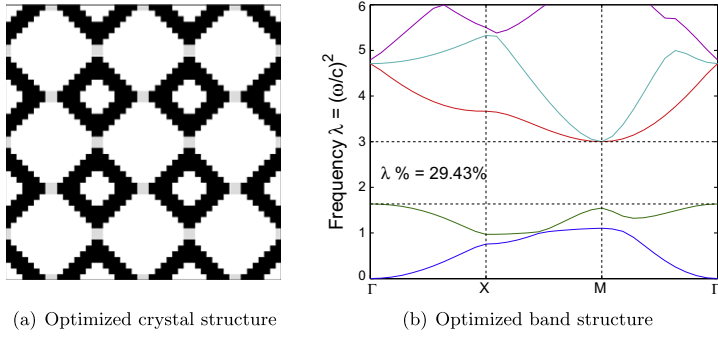 6
5
4
3
2
1
0
Frequency λ = (ω/c)²
λ % = 29.43%
Γ X M Γ
(a) Optimized crystal structure
(b) Optimized band structure